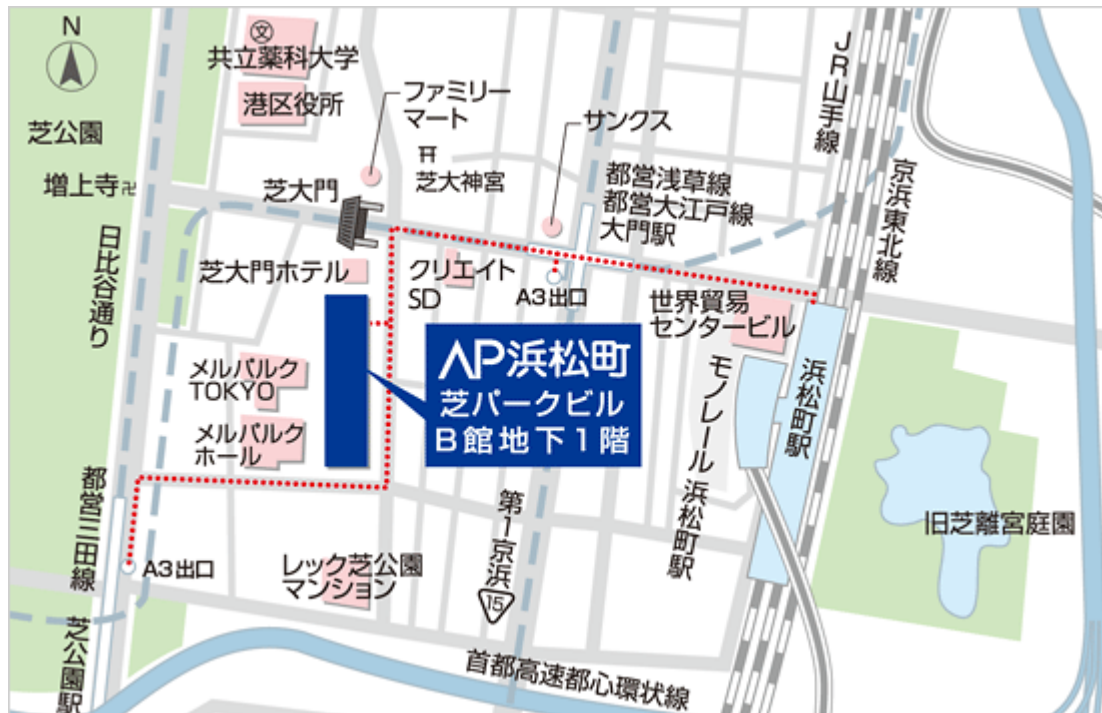 N
文
共立薬科大学
港区役所
ファミリー
マート
サンクス
JR山手線
京浜東北線
芝公園
増上寺卍
芝大門
芝大神宮
都営浅草線
都営大江戸線
大門駅
日比谷通り
芝大門ホテル
クリエイト
SD
A3出口
世界貿易
センタービル
AP浜松町
芝パークビル
B館地下1階
メルパルク
TOKYO
メルパルク
ホール
モノレール浜松町駅
浜松町駅
旧芝離宮庭園
都営三田線
芝公園駅
A3出口
レック芝公園
マンション
第1京浜
15
首都高速都心環状線